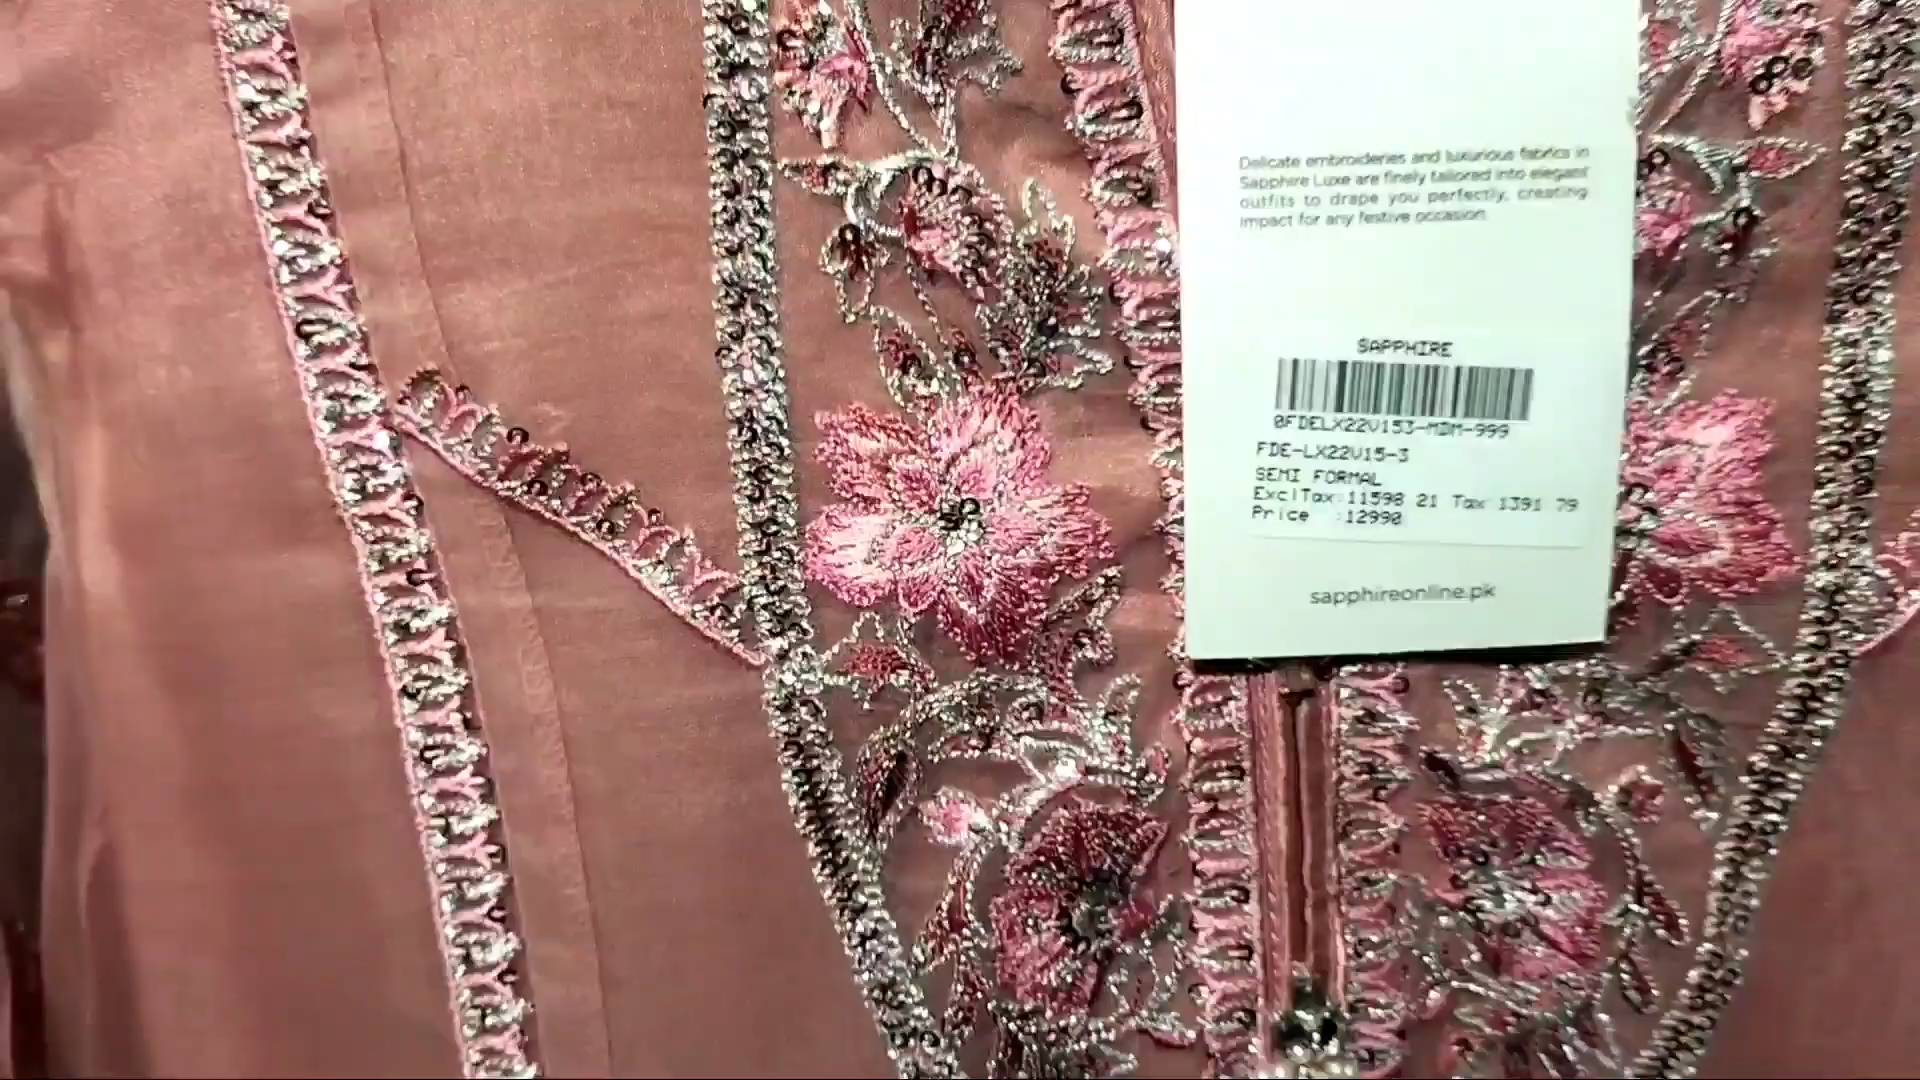 Delicate embroideries and luxurious fabrics in
Sapphire Luxe are finely tailored into elegant
outfits to drape you perfectly, creating
impact for any festive occasion
SAPPHIRE
0FDELX22V153-MDM-999
FDE-LX22V15-3
SEMI FORMAL
ExclTax:11598 21 Tax 1391 79
Price :12990
sapphireonline.pk